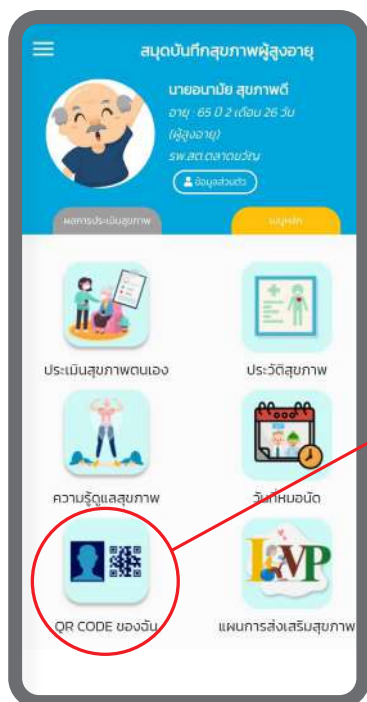 สมุดบันทึกสุขภาพผู้สูงอายุ
นายอนามัย สุขภาพดี
อายุ : 65 ปี 2 เดือน 26 วัน
(ผู้สูงอายุ)
รพ.สต.ตลาดขวัญ
ข้อมูลส่วนตัว
ผลการประเมินสุขภาพ
เมนูหลัก
ประเมินสุขภาพตนเอง
ประวัติสุขภาพ
ความรู้ดูแลสุขภาพ
วันที่หมอนัด
QR CODE ของฉัน
LTVP
แผนการส่งเสริมสุขภาพ